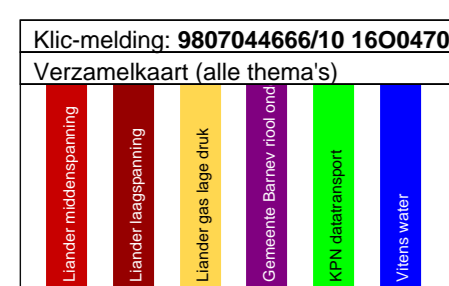 Klic-melding: 9807044666/10 16O0470
Verzamelkaart (alle thema's)
Liander middenspanning
Liander laagspanning
Liander gas lage druk
Gemeente Barnev riool ond
KPN datatransport
Vitens water